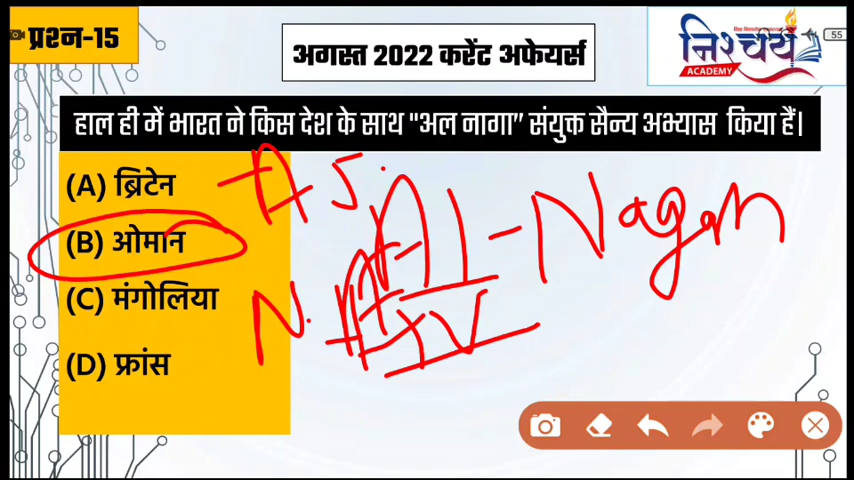 प्रश्न-15
अगस्त 2022 करेंट अफेयर्स
निश्चय
ACADEMY
55
हाल ही में भारत ने किस देश के साथ "अल नागा" संयुक्त सैन्य अभ्यास किया हैं|
(A) ब्रिटेन
(B) ओमान
(C) मंगोलिया
(D) फ्रांस
Al-Nagah
IV
N.